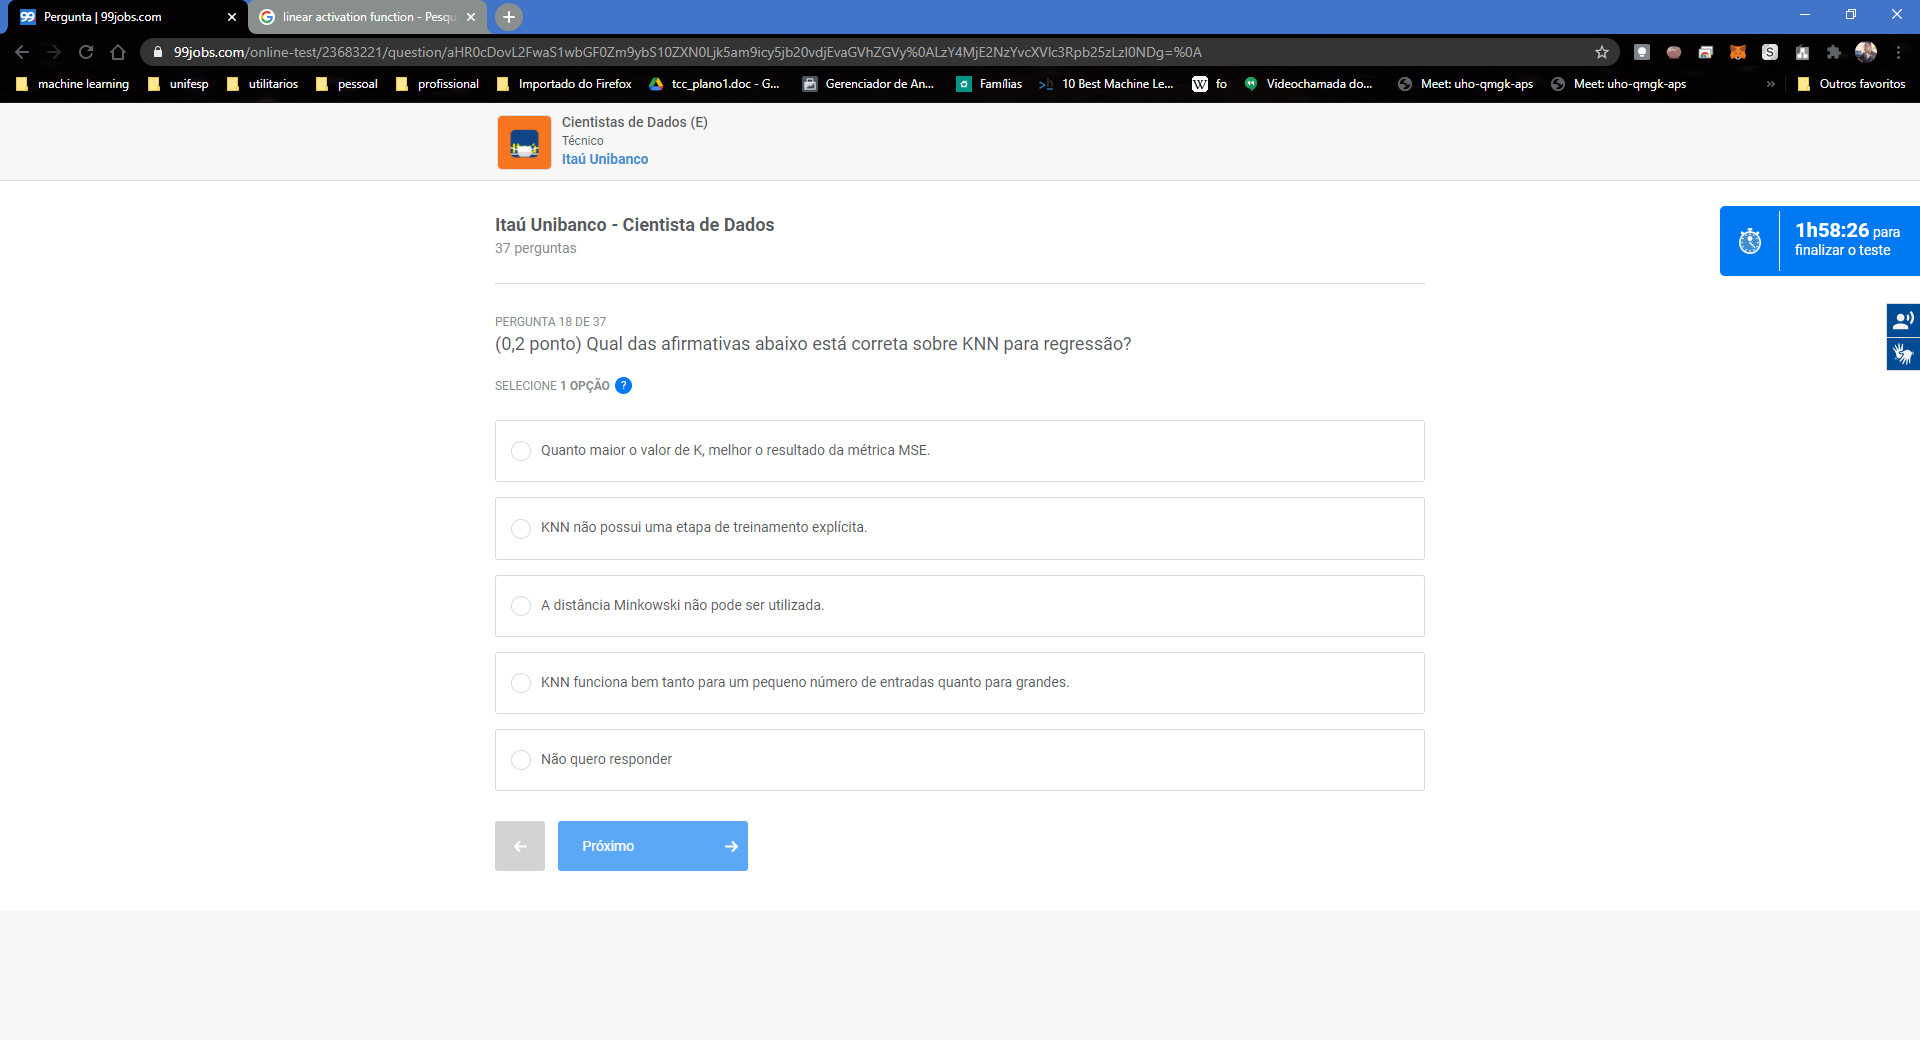 Pergunta | 99jobs.com
linear activation function - Pesqu
99jobs.com/online-test/23683221/question/aHR0cDovL2FwaS1wbGF0Zm9ybS10ZXN0Ljk5am9icy5jb20vdjEvaGVhZGVy%0ALzY4MjE2NzYvcXVlc3Rpb25zLzI0NDg=%0A
machine learning
unifesp
utilitarios
pessoal
profissional
Importado do Firefox
tcc_plano1.doc - G...
Gerenciador de An...
Famílias
10 Best Machine Le...
fo
Videochamada do...
Meet: uho-qmgk-aps
Meet: uho-qmgk-aps
»
Outros favoritos
Cientistas de Dados (E)
Técnico
Itaú Unibanco
Itaú Unibanco - Cientista de Dados
37 perguntas
1h58:26 para
finalizar o teste
PERGUNTA 18 DE 37
(0,2 ponto) Qual das afirmativas abaixo está correta sobre KNN para regressão?
SELECIONE 1 OPÇÃO ?
Quanto maior o valor de K, melhor o resultado da métrica MSE.
KNN não possui uma etapa de treinamento explícita.
A distância Minkowski não pode ser utilizada.
KNN funciona bem tanto para um pequeno número de entradas quanto para grandes.
Não quero responder
Próximo